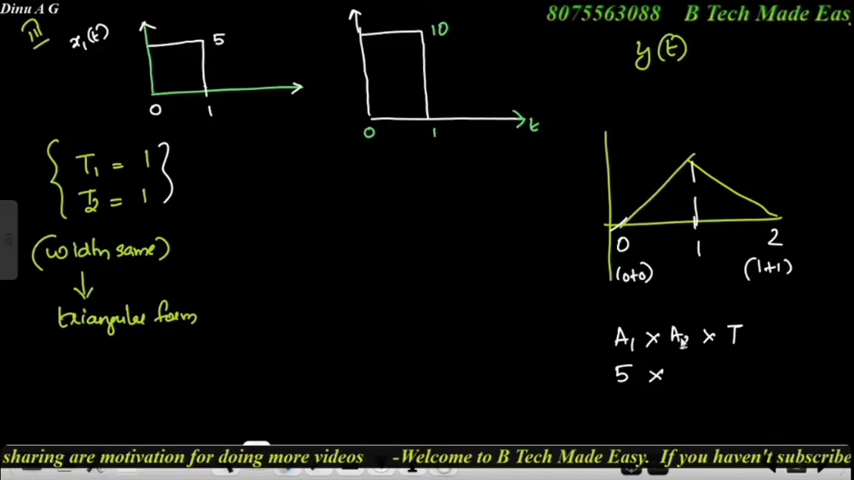 Dinu A G
8075563088 B Tech Made Eas
III
x₁(t)
5
0 1
10
0 1 t
y(t)
T₁ = 1
T₂ = 1
(width same)
triangular form
0 1 2
(0+0) (1+1)
A₁ × A₂ × T
5 ×
sharing are motivation for doing more videos -Welcome to B Tech Made Easy. If you haven't subscribe